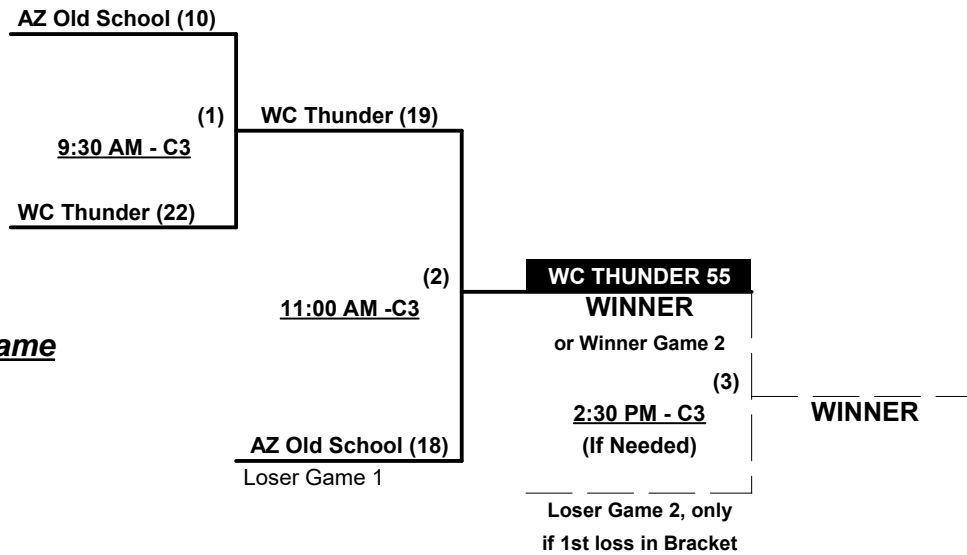 AZ Old School (10)
(1)
WC Thunder (19)
9:30 AM - C3
WC Thunder (22)
(2)
WC THUNDER 55
11:00 AM -C3
WINNER
or Winner Game 2
(3)
2:30 PM - C3
WINNER
(If Needed)
AZ Old School (18)
Loser Game 1
Loser Game 2, only
if 1st loss in Bracket